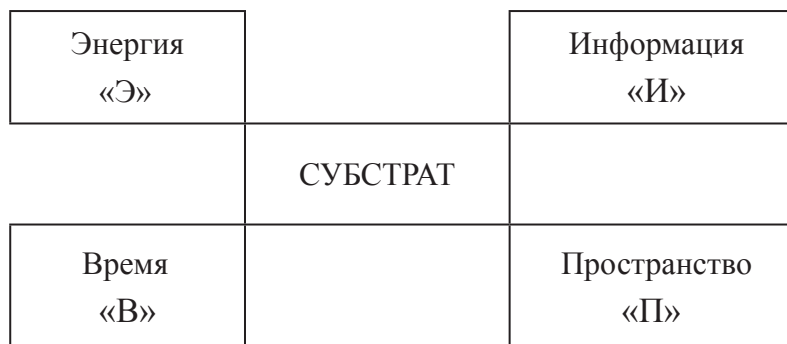 Энергия
«Э»
Информация
«И»
СУБСТРАТ
Время
«В»
Пространство
«П»